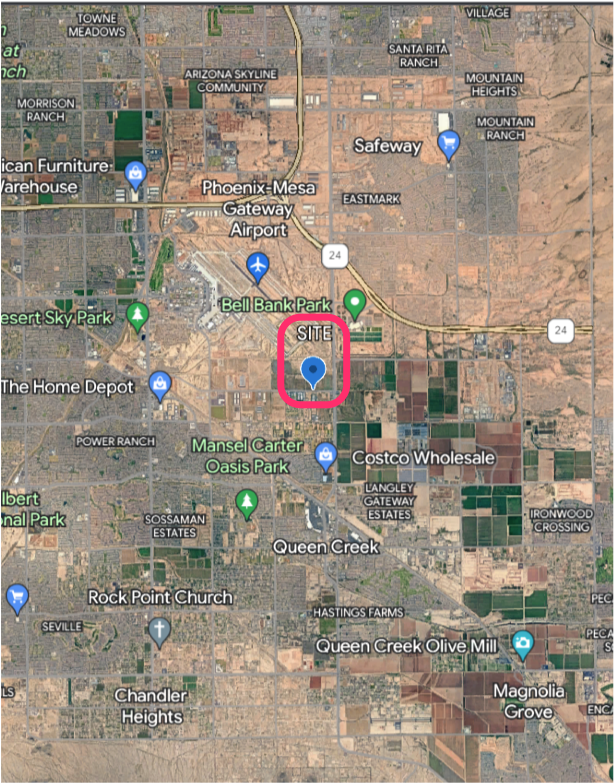 VILLAGE
TOWNE
MEADOWS
at
nch
SANTA RITA
RANCH
ARIZONA SKYLINE
COMMUNITY
MOUNTAIN
HEIGHTS
MORRISON
RANCH
MOUNTAIN
RANCH
Safeway
ican Furniture
Warehouse
Phoenix-Mesa
Gateway
Airport
EASTMARK
24
Bell Bank Park
esert Sky Park
SITE
24
The Home Depot
POWER RANCH
Mansel Carter
Oasis Park
Costco Wholesale
LANGLEY
GATEWAY
ESTATES
lbert
onal Park
SOSSAMAN
ESTATES
IRONWOOD
CROSSING
Queen Creek
Rock Point Church
HASTINGS FARMS
PEC
SEVILLE
Queen Creek Olive Mill
PECA
S
LS
Chandler
Heights
Magnolia
Grove
ENCA